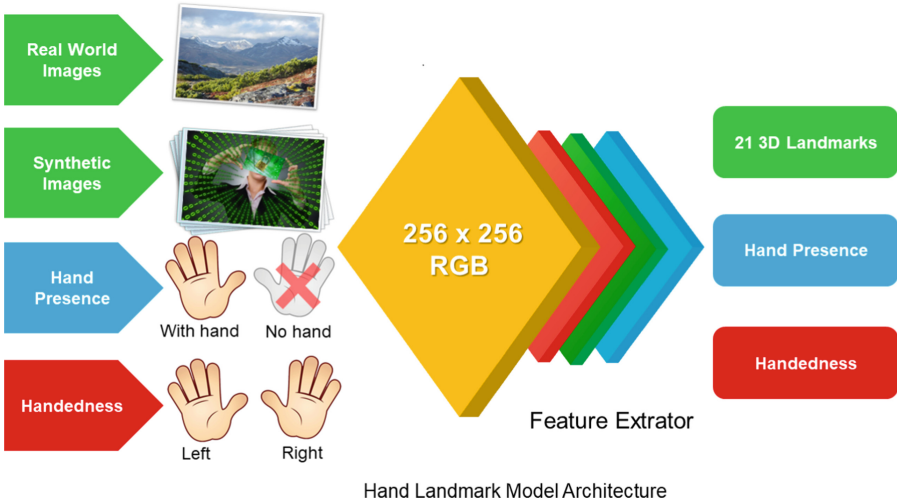 Real World
Images
Synthetic
Images
Hand
Presence
With hand
No hand
Handedness
Left
Right
256 x 256
RGB
Feature Extrator
21 3D Landmarks
Hand Presence
Handedness
Hand Landmark Model Architecture